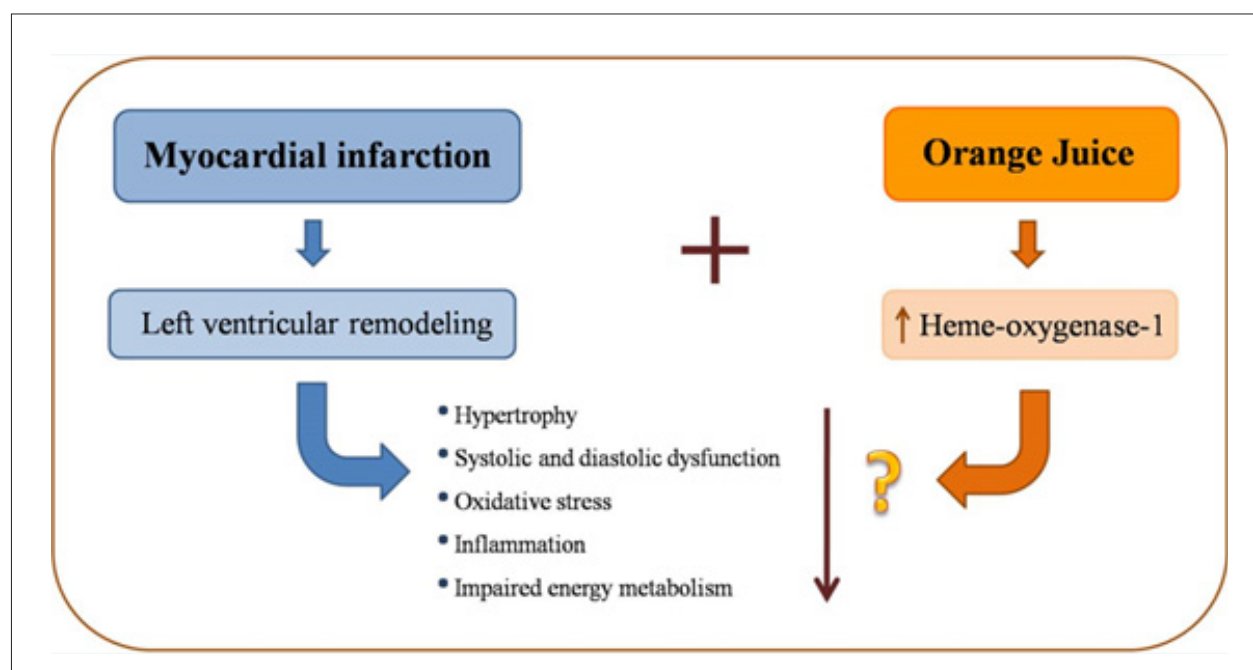 Myocardial infarction
Orange Juice
+
Left ventricular remodeling
↑ Heme-oxygenase-1
• Hypertrophy
• Systolic and diastolic dysfunction
• Oxidative stress
• Inflammation
• Impaired energy metabolism
?